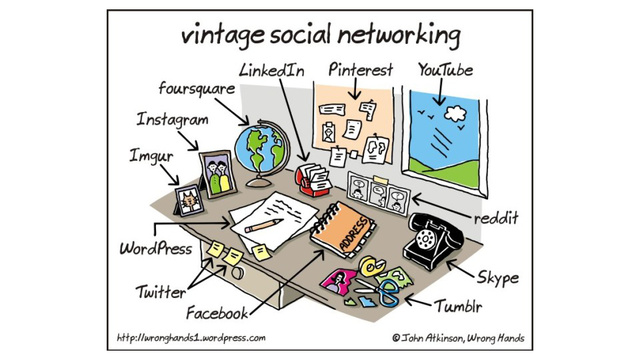 vintage social networking
LinkedIn Pinterest YouTube
foursquare
Instagram
Imgur
reddit
ADDRESS
WordPress
Skype
Twitter
Tumblr
Facebook
http://wronghands1.wordpress.com
© John Atkinson, Wrong Hands